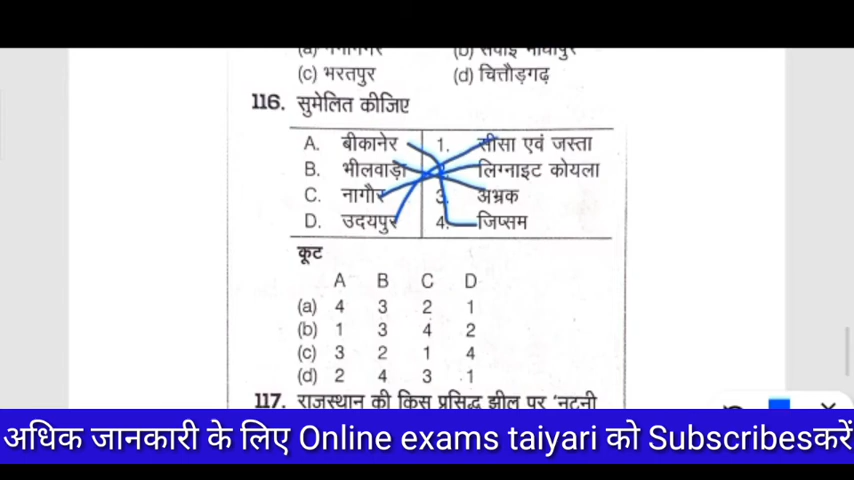 (c) भरतपुर (d) चित्तौड़गढ़
116. सुमेलित कीजिए
A. बीकानेर 1. सीसा एवं जस्ता
B. भीलवाड़ा लिग्नाइट कोयला
C. नागौर 3. अभ्रक
D. उदयपुर 4. जिप्सम
कूट
A B C D
(a) 4 3 2 1
(b) 1 3 4 2
(c) 3 2 1 4
(d) 2 4 3 1
117. राजस्थान की किस प्रसिद्ध झील पर 'नटनी
अधिक जानकारी के लिए Online exams taiyari को Subscribesकरें